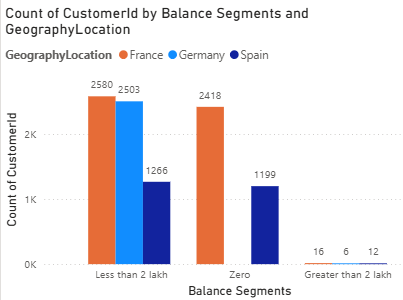 Count of CustomerId by Balance Segments and
GeographyLocation
GeographyLocation France Germany Spain
2580 2503 1266 2418 1199 16 6 12
2K
1K
0K
Count of CustomerId
Less than 2 lakh Zero Greater than 2 lakh
Balance Segments